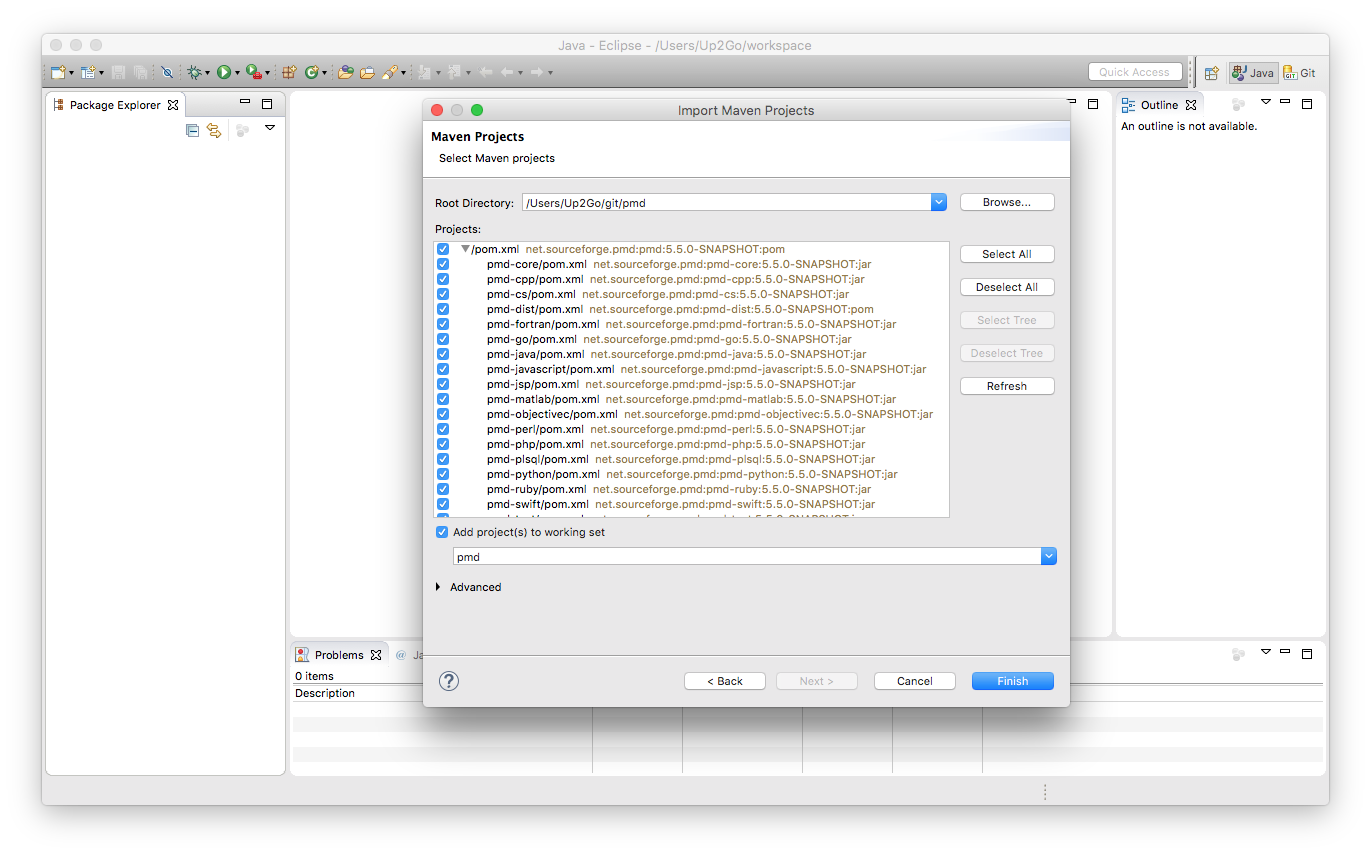 Java - Eclipse - /Users/Up2Go/workspace
Quick Access
Java
Git
Package Explorer
Outline
An outline is not available.
Import Maven Projects
Maven Projects
Select Maven projects
Root Directory: /Users/Up2Go/git/pmd Browse...
Projects:
/pom.xml net.sourceforge.pmd:pmd:5.5.0-SNAPSHOT:pom
pmd-core/pom.xml net.sourceforge.pmd:pmd-core:5.5.0-SNAPSHOT:jar
pmd-cpp/pom.xml net.sourceforge.pmd:pmd-cpp:5.5.0-SNAPSHOT:jar
pmd-cs/pom.xml net.sourceforge.pmd:pmd-cs:5.5.0-SNAPSHOT:jar
pmd-dist/pom.xml net.sourceforge.pmd:pmd-dist:5.5.0-SNAPSHOT:pom
pmd-fortran/pom.xml net.sourceforge.pmd:pmd-fortran:5.5.0-SNAPSHOT:jar
pmd-go/pom.xml net.sourceforge.pmd:pmd-go:5.5.0-SNAPSHOT:jar
pmd-java/pom.xml net.sourceforge.pmd:pmd-java:5.5.0-SNAPSHOT:jar
pmd-javascript/pom.xml net.sourceforge.pmd:pmd-javascript:5.5.0-SNAPSHOT:jar
pmd-jsp/pom.xml net.sourceforge.pmd:pmd-jsp:5.5.0-SNAPSHOT:jar
pmd-matlab/pom.xml net.sourceforge.pmd:pmd-matlab:5.5.0-SNAPSHOT:jar
pmd-objectivec/pom.xml net.sourceforge.pmd:pmd-objectivec:5.5.0-SNAPSHOT:jar
pmd-perl/pom.xml net.sourceforge.pmd:pmd-perl:5.5.0-SNAPSHOT:jar
pmd-php/pom.xml net.sourceforge.pmd:pmd-php:5.5.0-SNAPSHOT:jar
pmd-plsql/pom.xml net.sourceforge.pmd:pmd-plsql:5.5.0-SNAPSHOT:jar
pmd-python/pom.xml net.sourceforge.pmd:pmd-python:5.5.0-SNAPSHOT:jar
pmd-ruby/pom.xml net.sourceforge.pmd:pmd-ruby:5.5.0-SNAPSHOT:jar
pmd-swift/pom.xml net.sourceforge.pmd:pmd-swift:5.5.0-SNAPSHOT:jar
Select All
Deselect All
Select Tree
Deselect Tree
Refresh
Add project(s) to working set
pmd
Advanced
? < Back Next > Cancel Finish
Problems @ Ja
0 items
Description